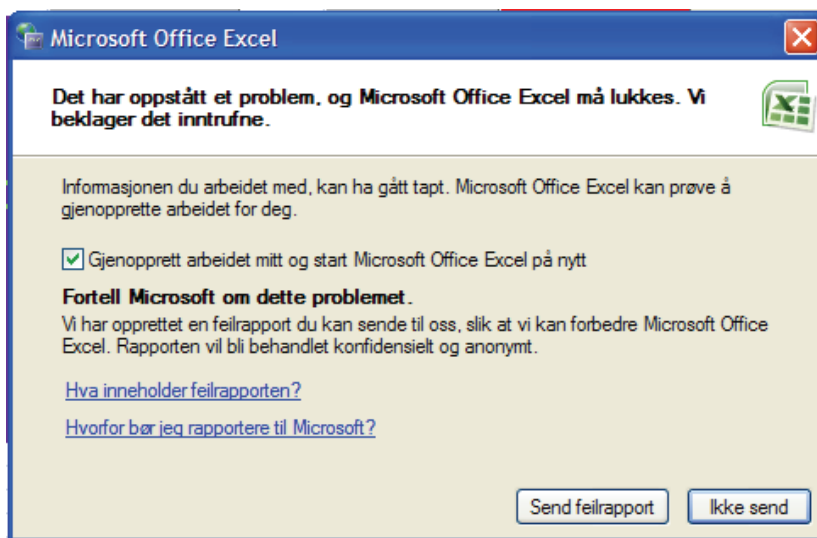 Microsoft Office Excel
Det har oppstått et problem, og Microsoft Office Excel må lukkes. Vi
beklager det inntrufne.
Informasjonen du arbeidet med, kan ha gått tapt. Microsoft Office Excel kan prøve å
gjenopprette arbeidet for deg.
Gjenopprett arbeidet mitt og start Microsoft Office Excel på nytt
Fortell Microsoft om dette problemet.
Vi har opprettet en feilrapport du kan sende til oss, slik at vi kan forbedre Microsoft Office
Excel. Rapporten vil bli behandlet konfidensielt og anonymt.
Hva inneholder feilrapporten?
Hvorfor bør jeg rapportere til Microsoft?
Send feilrapport Ikke send